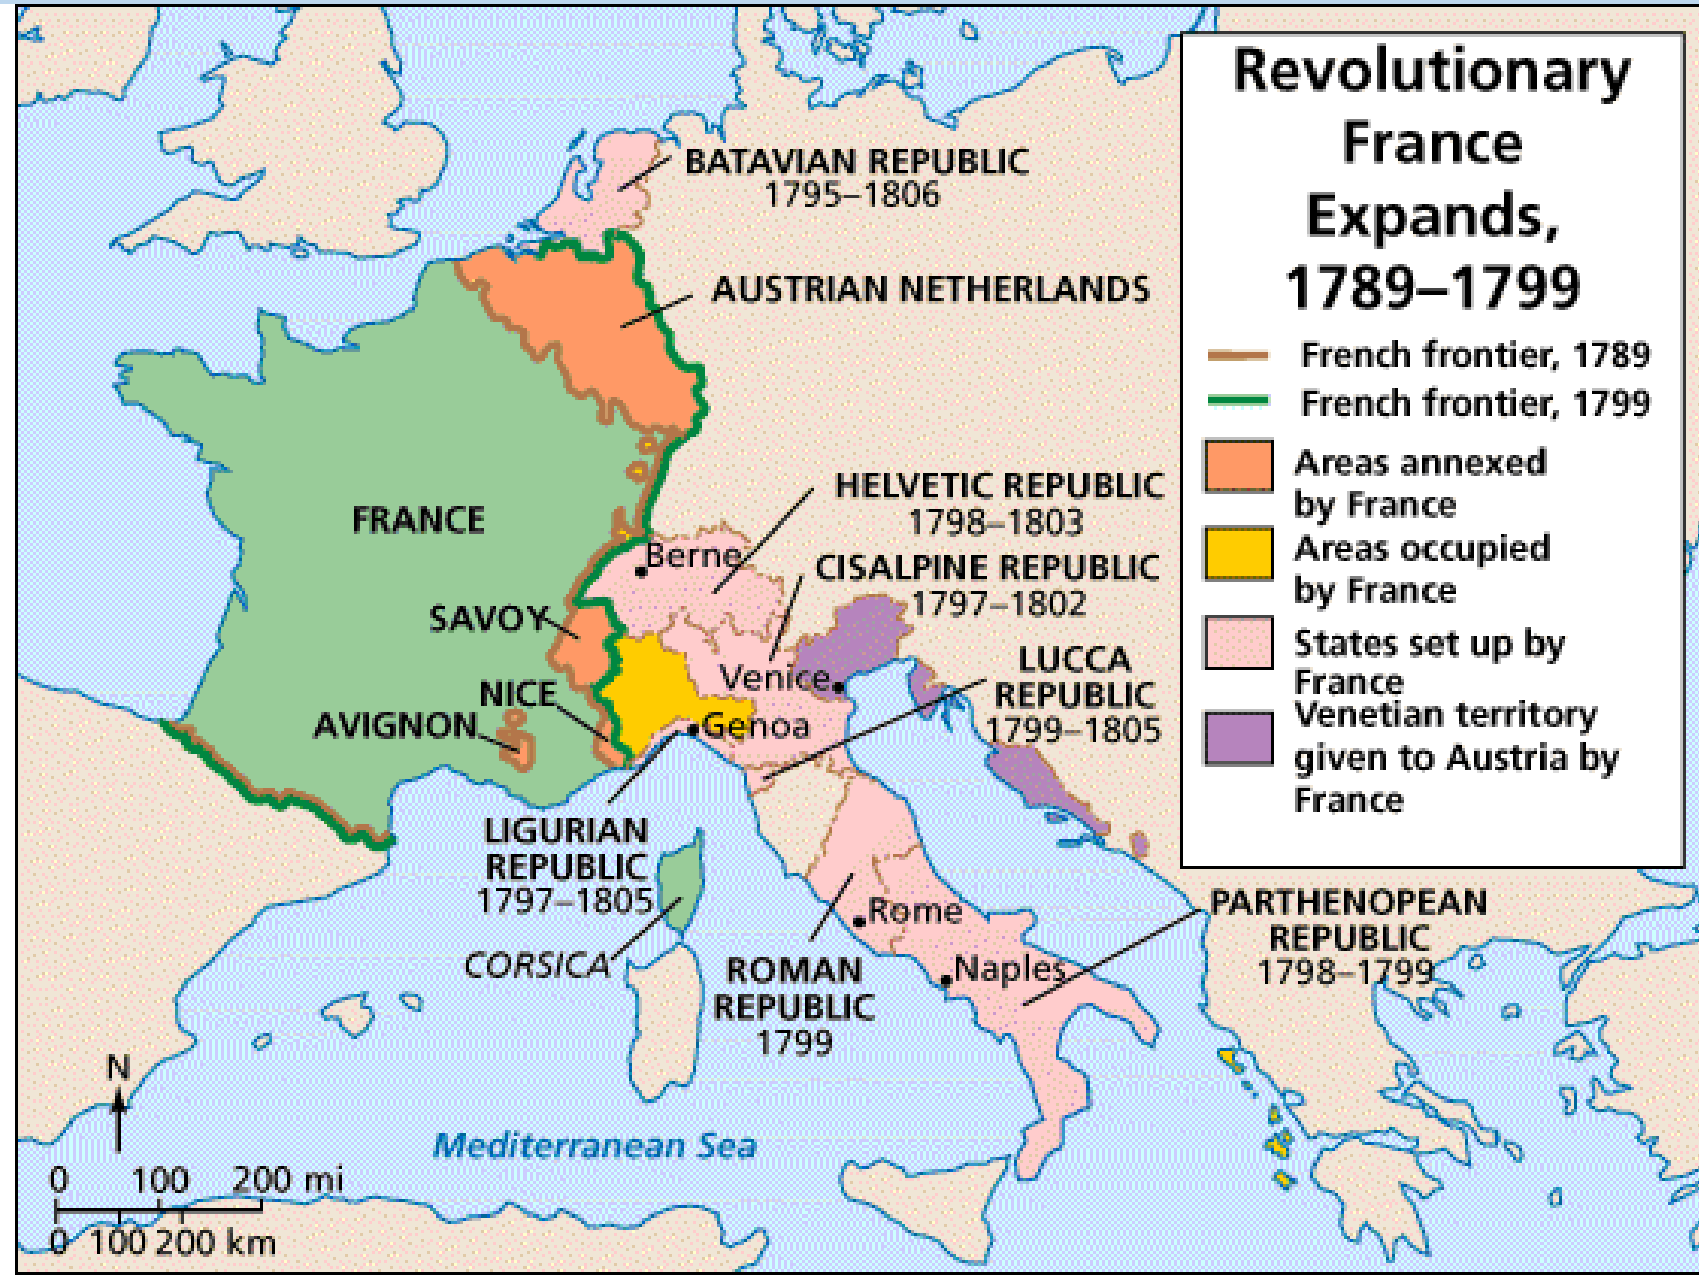 Revolutionary
France
Expands,
1789–1799
French frontier, 1789
French frontier, 1799
Areas annexed
by France
Areas occupied
by France
States set up by
France
Venetian territory
given to Austria by
France
BATAVIAN REPUBLIC
1795–1806
AUSTRIAN NETHERLANDS
HELVETIC REPUBLIC
1798–1803
FRANCE
Berne
CISALPINE REPUBLIC
1797–1802
SAVOY
LUCCA
REPUBLIC
1799–1805
Venice
NICE
AVIGNON
Genoa
LIGURIAN
REPUBLIC
1797–1805
CORSICA
Rome
ROMAN
REPUBLIC
1799
Naples
PARTHENOPEAN
REPUBLIC
1798–1799
Mediterranean Sea
N
0 100 200 mi
0 100 200 km